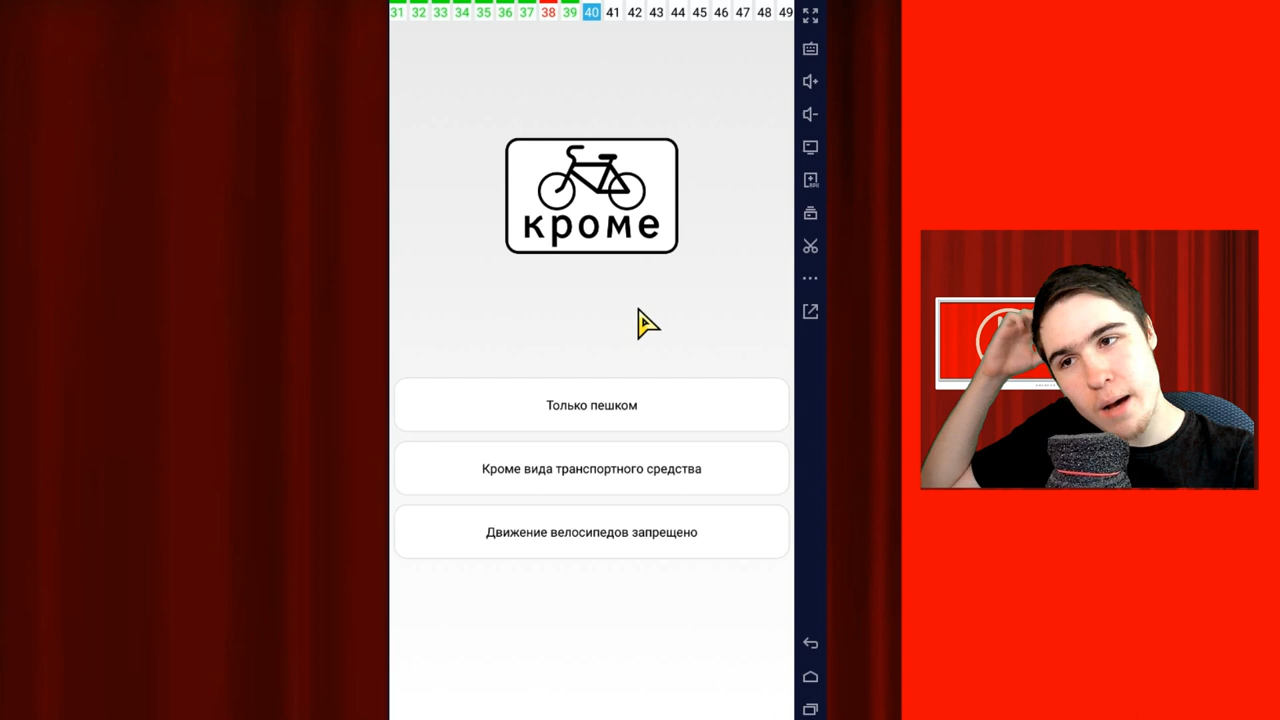 31 32 33 34 35 36 37 38 39 40 41 42 43 44 45 46 47 48 49
кроме
Только пешком
Кроме вида транспортного средства
Движение велосипедов запрещено